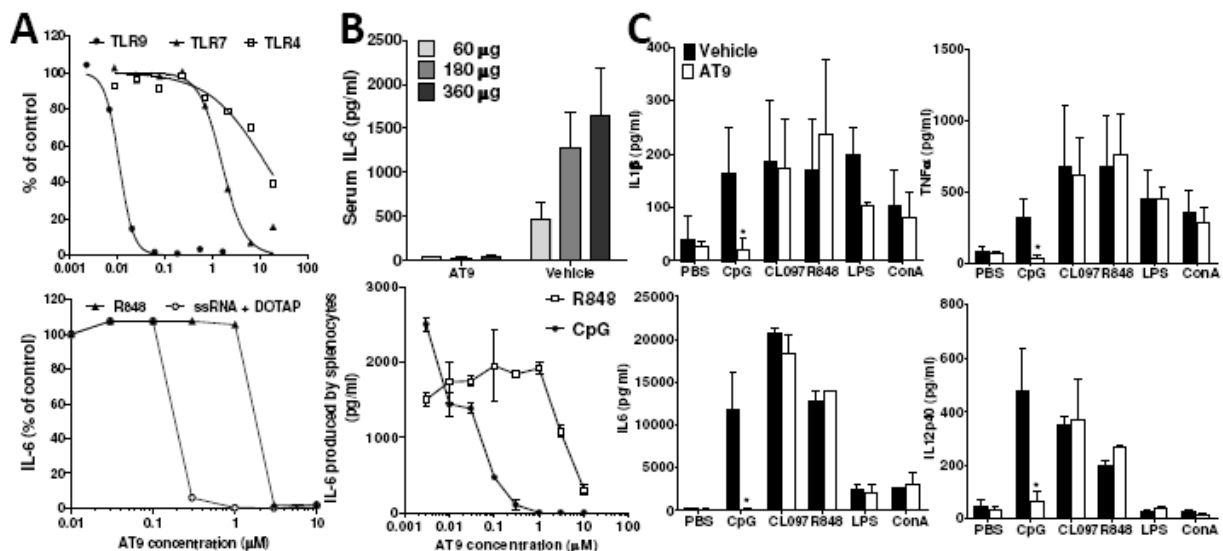 A
TLR9 TLR7 TLR4
120
100
80
60
40
20
0
% of control
0.001 0.01 0.1 1 10 100
R848 ssRNA + DOTAP
120
100
80
60
40
20
0
IL-6 (% of control)
0.01 0.1 1 10
AT9 concentration (μM)
B
60 μg
180 μg
360 μg
2500
2000
1500
1000
500
0
Serum IL-6 (pg/ml)
AT9 Vehicle
R848
CpG
3000
2000
1000
0
IL-6 produced by splenocytes
(pg/ml)
0.001 0.01 0.1 1 10 100
AT9 concentration (μM)
C
Vehicle
AT9
400
300
200
100
0
IL1β (pg/ml)
*
PBS CpG CL097 R848 LPS ConA
1500
1000
500
0
TNFα (pg/ml)
*
PBS CpG CL097 R848 LPS ConA
25000
20000
15000
10000
5000
0
IL6 (pg/ml)
*
PBS CpG CL097 R848 LPS ConA
800
600
400
200
0
IL12p40 (pg/ml)
*
PBS CpG CL097 R848 LPS ConA